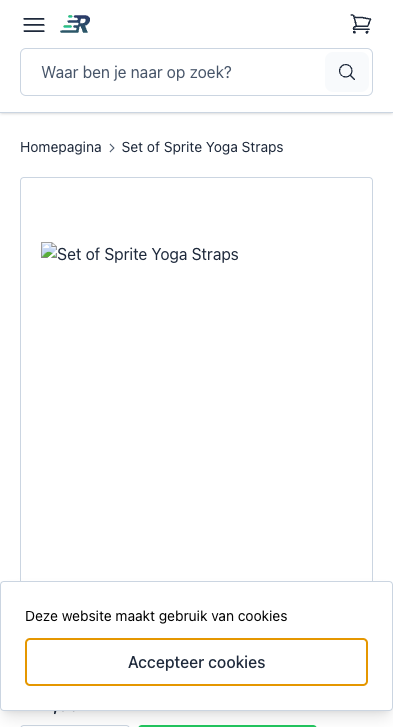 R
Waar ben je naar op zoek?
Homepagina > Set of Sprite Yoga Straps
Set of Sprite Yoga Straps
Deze website maakt gebruik van cookies
Accepteer cookies